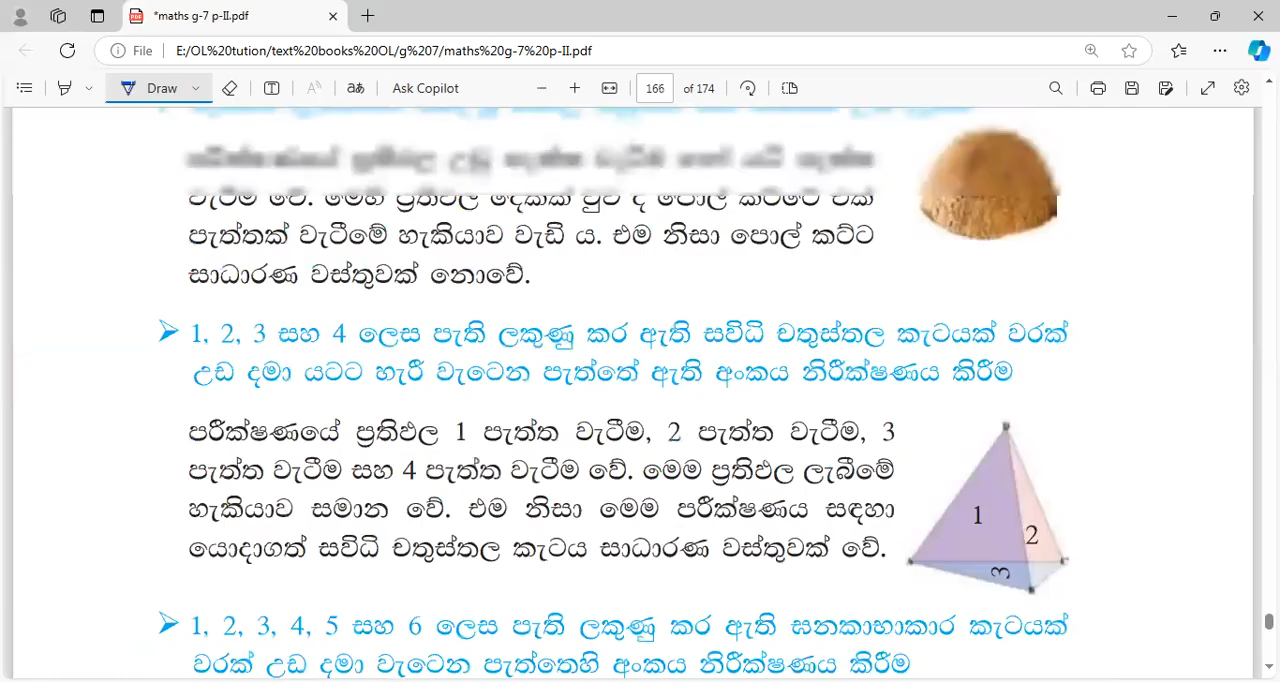 *maths g-7 p-II.pdf
File E:/OL%20tution/text%20books%20OL/g%207/maths%20g-7%20p-II.pdf
Draw Ask Copilot 166 of 174
වැටීම වේ. මෙහි ප්‍රතිඵල දෙකක් වුව ද පොල් කට්ටේ එක්
පැත්තක් වැටීමේ හැකියාව වැඩි ය. එම නිසා පොල් කට්ට
සාධාරණ වස්තුවක් නොවේ.
1, 2, 3 සහ 4 ලෙස පැති ලකුණු කර ඇති සවිධි චතුස්තල කැටයක් වරක්
උඩ දමා යටට හැරී වැටෙන පැත්තේ ඇති අංකය නිරීක්ෂණය කිරීම
පරීක්ෂණයේ ප්‍රතිඵල 1 පැත්ත වැටීම, 2 පැත්ත වැටීම, 3
පැත්ත වැටීම සහ 4 පැත්ත වැටීම වේ. මෙම ප්‍රතිඵල ලැබීමේ
හැකියාව සමාන වේ. එම නිසා මෙම පරීක්ෂණය සඳහා
යොදාගත් සවිධි චතුස්තල කැටය සාධාරණ වස්තුවක් වේ.
1
2
3
1, 2, 3, 4, 5 සහ 6 ලෙස පැති ලකුණු කර ඇති ඝනකාභාකාර කැටයක්
වරක් උඩ දමා වැටෙන පැත්තෙහි අංකය නිරීක්ෂණය කිරීම